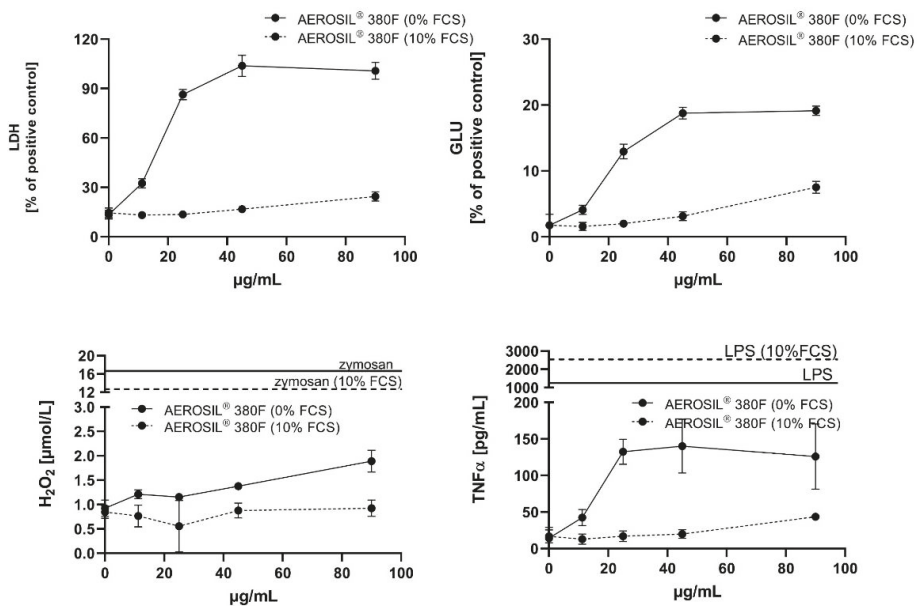 AEROSIL® 380F (0% FCS)
AEROSIL® 380F (10% FCS)
LDH
[% of positive control]
120
90
60
30
0
0 20 40 60 80 100
µg/mL
AEROSIL® 380F (0% FCS)
AEROSIL® 380F (10% FCS)
GLU
[% of positive control]
30
20
10
0
0 20 40 60 80 100
µg/mL
20
16
12
zymosan
zymosan (10% FCS)
3.0
2.5
2.0
1.5
1.0
0.5
0.0
AEROSIL® 380F (0% FCS)
AEROSIL® 380F (10% FCS)
H₂O₂ [µmol/L]
0 20 40 60 80 100
µg/mL
3000
2000
1000
LPS (10%FCS)
LPS
200
150
100
50
0
AEROSIL® 380F (0% FCS)
AEROSIL® 380F (10% FCS)
TNFα [pg/mL]
0 20 40 60 80 100
µg/mL